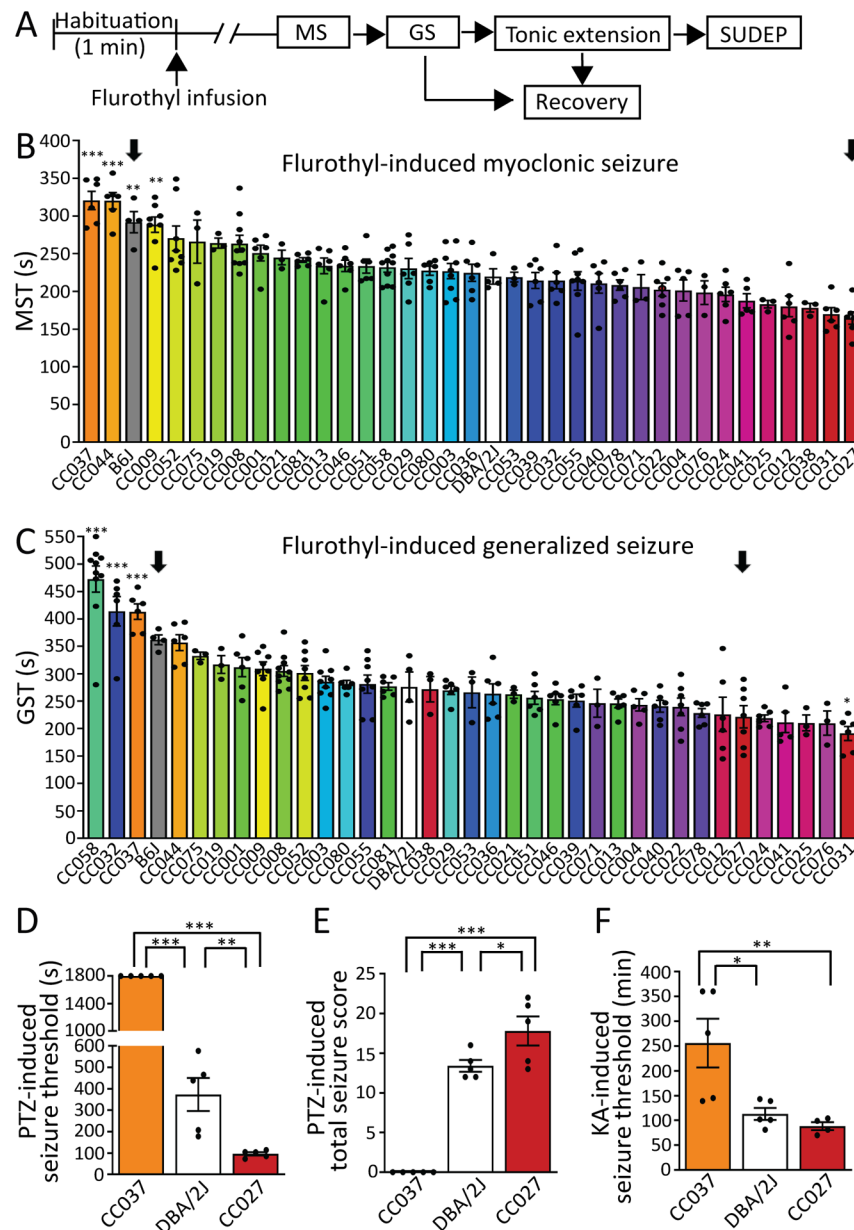 A
Habituation
(1 min)
Flurothyl infusion
MS
GS
Tonic extension
SUDEP
Recovery
B
Flurothyl-induced myoclonic seizure
MST (s)
400
350
300
250
200
150
100
50
0
***
***
**
**
CC037
CC044
B6J
CC009
CC052
CC075
CC019
CC008
CC001
CC021
CC081
CC013
CC046
CC051
CC058
CC029
CC080
CC003
CC036
DBA/2J
CC053
CC039
CC032
CC055
CC040
CC078
CC071
CC022
CC004
CC076
CC024
CC041
CC025
CC012
CC038
CC031
CC027
C
Flurothyl-induced generalized seizure
GST (s)
550
500
450
400
350
300
250
200
150
100
50
0
***
***
***
*
CC058
CC032
CC037
B6J
CC044
CC075
CC019
CC001
CC009
CC008
CC052
CC003
CC080
CC055
CC081
DBA/2J
CC038
CC029
CC053
CC036
CC021
CC051
CC046
CC039
CC071
CC013
CC004
CC040
CC022
CC078
CC012
CC027
CC024
CC041
CC025
CC076
CC031
D
PTZ-induced
seizure threshold (s)
***
***
**
1800
1600
1400
1200
1000
600
500
400
300
200
100
0
CC037
DBA/2J
CC027
E
PTZ-induced
total seizure score
***
***
*
25
20
15
10
5
0
CC037
DBA/2J
CC027
F
KA-induced
seizure threshold (min)
**
*
400
350
300
250
200
150
100
50
0
CC037
DBA/2J
CC027